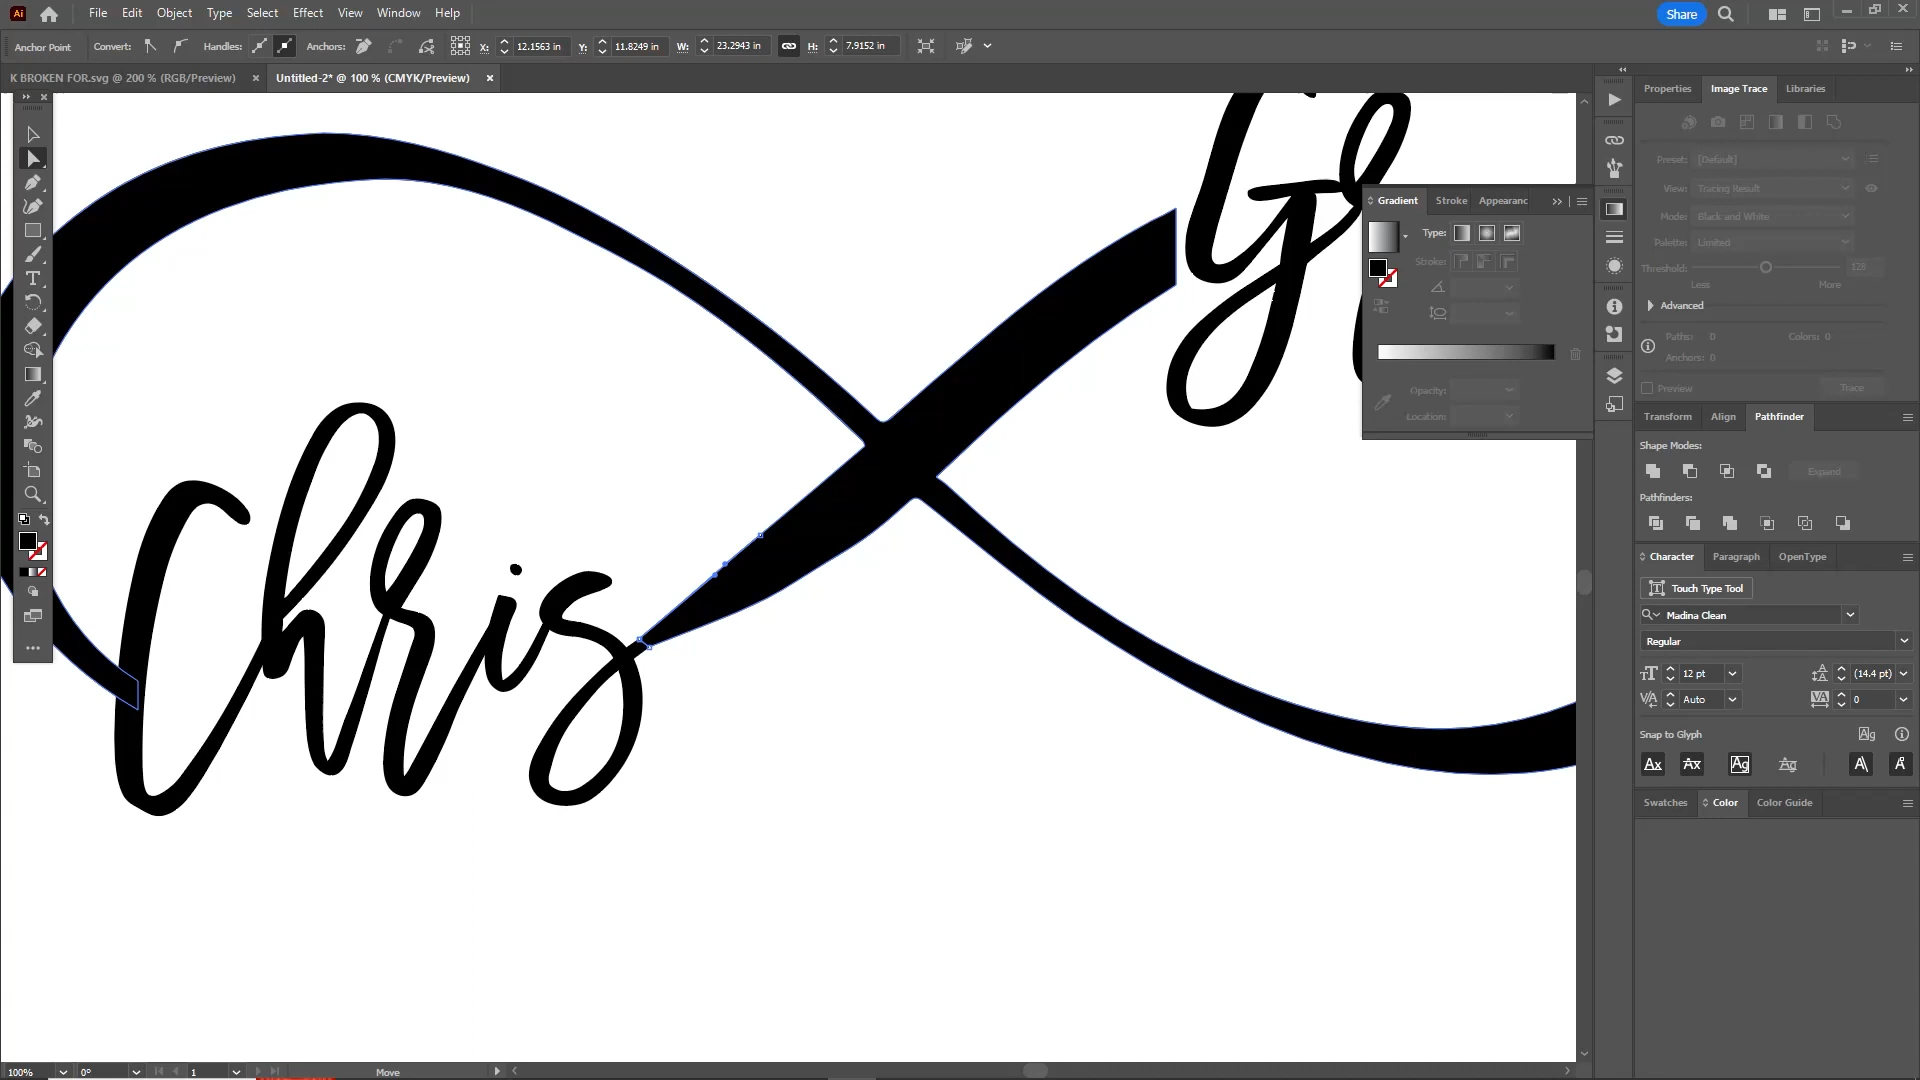 Ai
File Edit Object Type Select Effect View Window Help
Share
Anchor Point Convert: Handles: Anchors: X: 12.1563 in Y: 11.8249 in W: 23.2943 in H: 7.9152 in
K BROKEN FOR.svg @ 200 % (RGB/Preview) × Untitled-2* @ 100 % (CMYK/Preview) ×
Properties Image Trace Libraries
Preset: [Default]
View: Tracing Result
Mode: Black and White
Palette: Limited
Threshold: 128
Less More
Advanced
Paths: 0 Colors: 0
Anchors: 0
Preview Trace
Gradient Stroke Appearanc
Type:
Stroke:
Opacity:
Location:
Chris
Transform Align Pathfinder
Shape Modes:
Expand
Pathfinders:
Character Paragraph OpenType
Touch Type Tool
Madina Clean
Regular
12 pt (14.4 pt)
Auto 0
Snap to Glyph
Swatches Color Color Guide
100% 0° 1 Move